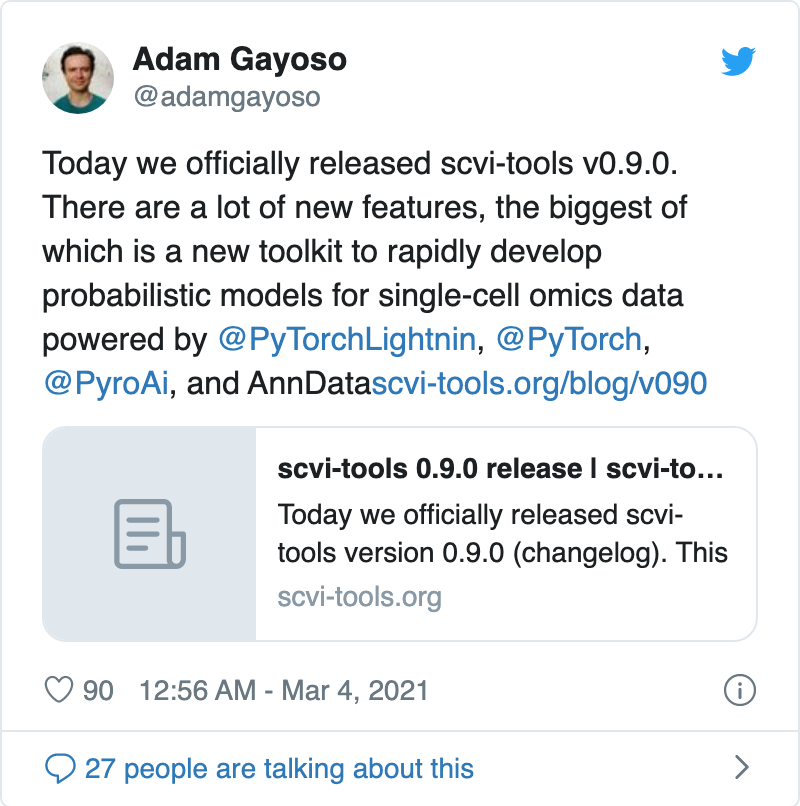 Adam Gayoso
@adamgayoso
Today we officially released scvi-tools v0.9.0.
There are a lot of new features, the biggest of
which is a new toolkit to rapidly develop
probabilistic models for single-cell omics data
powered by @PyTorchLightnin, @PyTorch,
@PyroAi, and AnnDatascvi-tools.org/blog/v090
scvi-tools 0.9.0 release | scvi-to…
Today we officially released scvi-
tools version 0.9.0 (changelog). This
scvi-tools.org
90 12:56 AM - Mar 4, 2021
27 people are talking about this